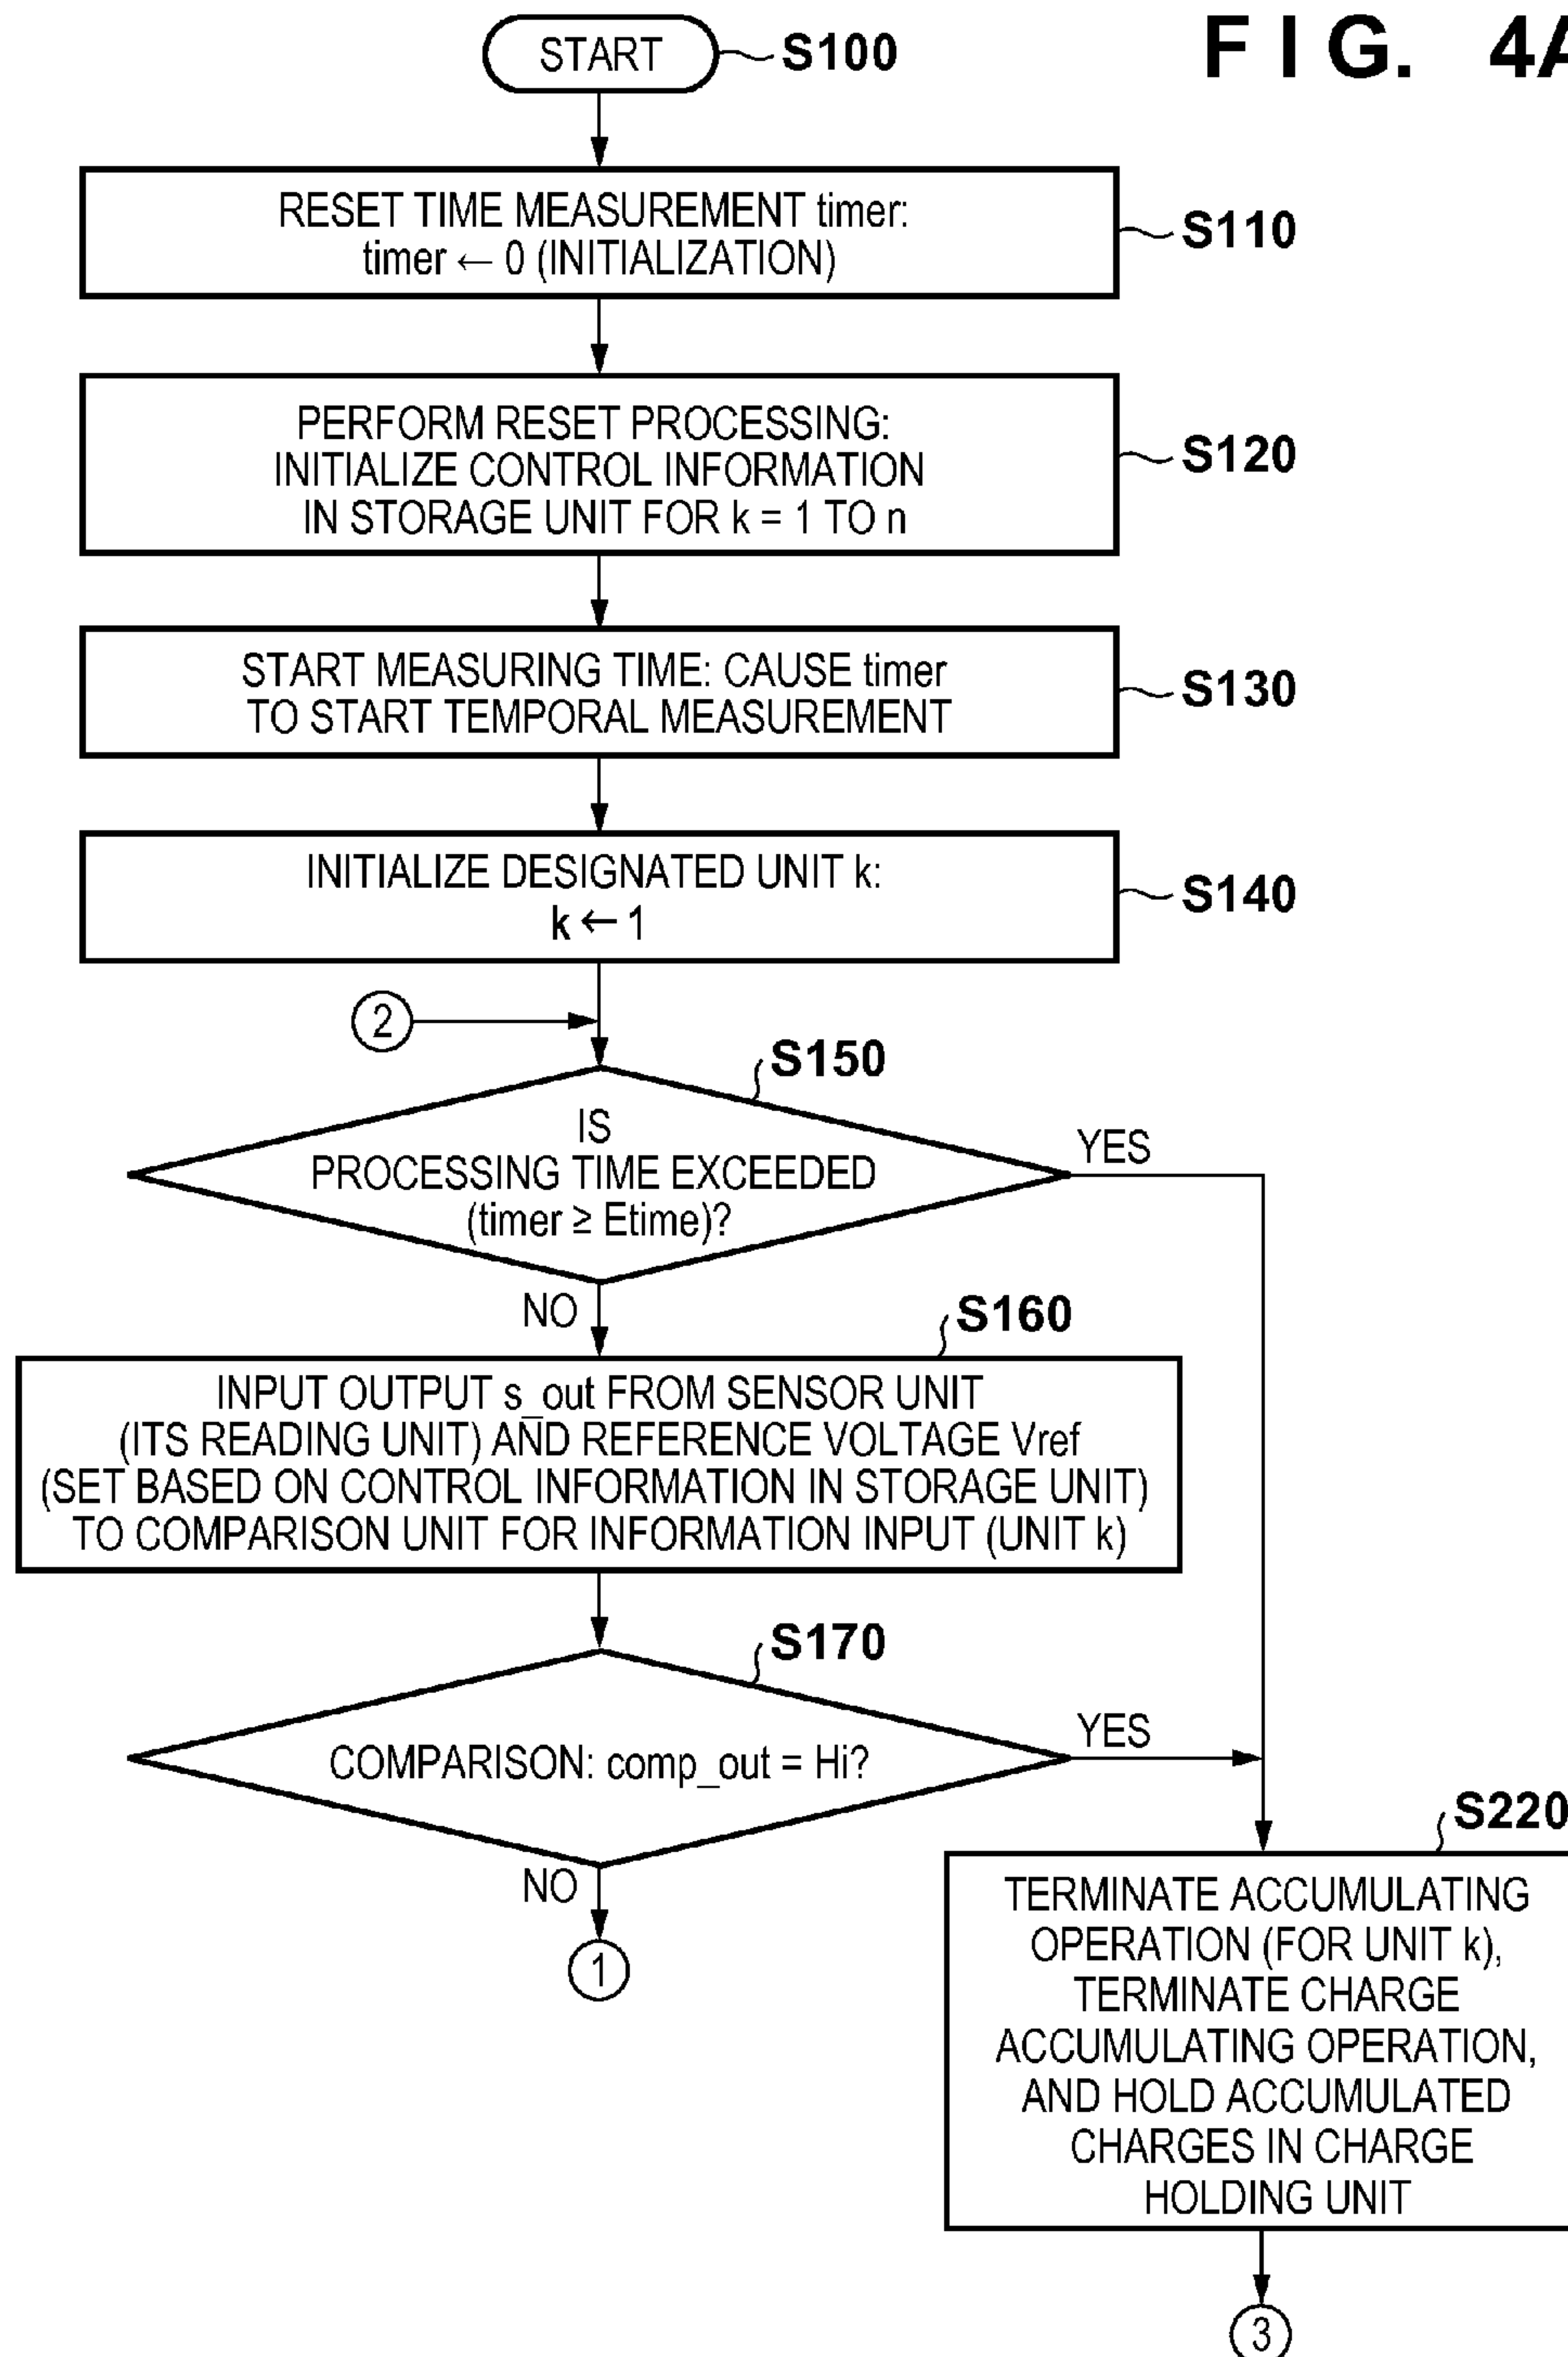 START
S100
FIG. 4A
RESET TIME MEASUREMENT timer:
timer ← 0 (INITIALIZATION)
S110
PERFORM RESET PROCESSING:
INITIALIZE CONTROL INFORMATION
IN STORAGE UNIT FOR k = 1 TO n
S120
START MEASURING TIME: CAUSE timer
TO START TEMPORAL MEASUREMENT
S130
INITIALIZE DESIGNATED UNIT k:
k ← 1
S140
2
S150
IS
PROCESSING TIME EXCEEDED
(timer ≥ Etime)?
YES
NO
S160
INPUT OUTPUT s_out FROM SENSOR UNIT
(ITS READING UNIT) AND REFERENCE VOLTAGE Vref
(SET BASED ON CONTROL INFORMATION IN STORAGE UNIT)
TO COMPARISON UNIT FOR INFORMATION INPUT (UNIT k)
S170
COMPARISON: comp_out = Hi?
YES
NO
1
S220
TERMINATE ACCUMULATING
OPERATION (FOR UNIT k),
TERMINATE CHARGE
ACCUMULATING OPERATION,
AND HOLD ACCUMULATED
CHARGES IN CHARGE
HOLDING UNIT
3